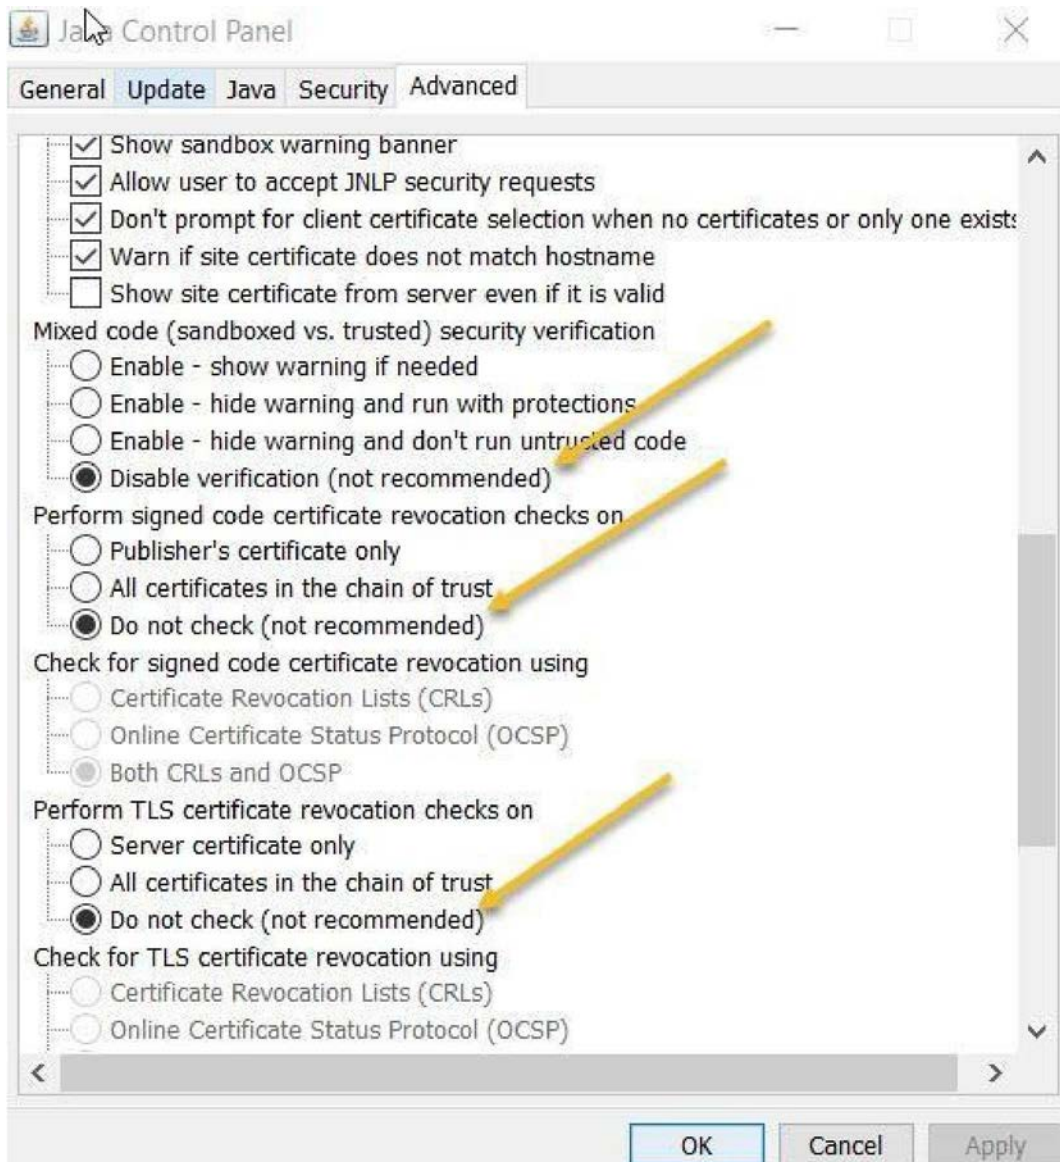 Java Control Panel
General Update Java Security Advanced
Show sandbox warning banner
Allow user to accept JNLP security requests
Don't prompt for client certificate selection when no certificates or only one exists
Warn if site certificate does not match hostname
Show site certificate from server even if it is valid
Mixed code (sandboxed vs. trusted) security verification
Enable - show warning if needed
Enable - hide warning and run with protections
Enable - hide warning and don't run untrusted code
Disable verification (not recommended)
Perform signed code certificate revocation checks on
Publisher's certificate only
All certificates in the chain of trust
Do not check (not recommended)
Check for signed code certificate revocation using
Certificate Revocation Lists (CRLs)
Online Certificate Status Protocol (OCSP)
Both CRLs and OCSP
Perform TLS certificate revocation checks on
Server certificate only
All certificates in the chain of trust
Do not check (not recommended)
Check for TLS certificate revocation using
Certificate Revocation Lists (CRLs)
Online Certificate Status Protocol (OCSP)
OK Cancel Apply